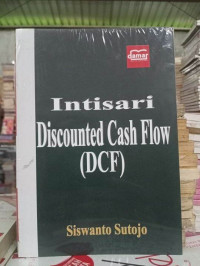 damar
Intisari
Discounted Cash Flow
(DCF)
Siswanto Sutojo